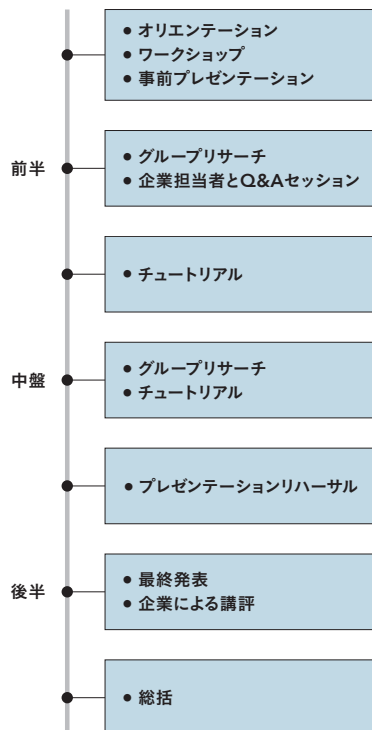 ● オリエンテーション
● ワークショップ
● 事前プレゼンテーション
前半
● グループリサーチ
● 企業担当者とQ&Aセッション
● チュートリアル
中盤
● グループリサーチ
● チュートリアル
● プレゼンテーションリハーサル
後半
● 最終発表
● 企業による講評
● 総括